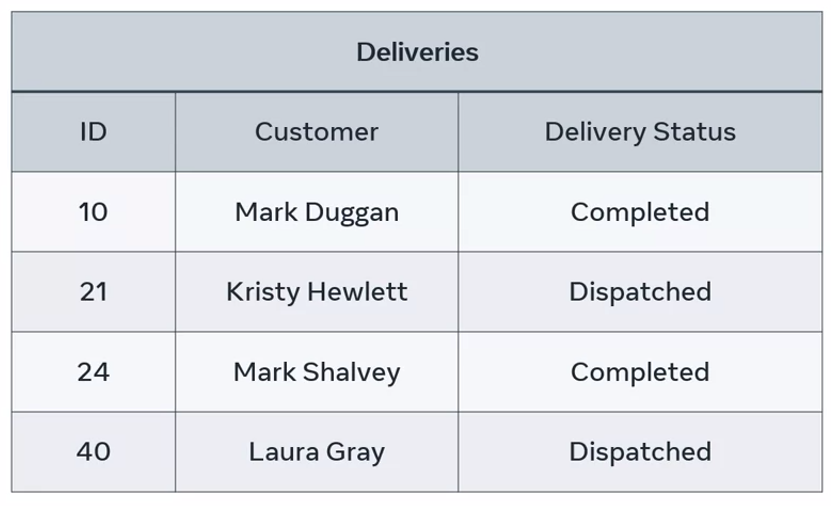 Deliveries
ID Customer Delivery Status
10 Mark Duggan Completed
21 Kristy Hewlett Dispatched
24 Mark Shalvey Completed
40 Laura Gray Dispatched